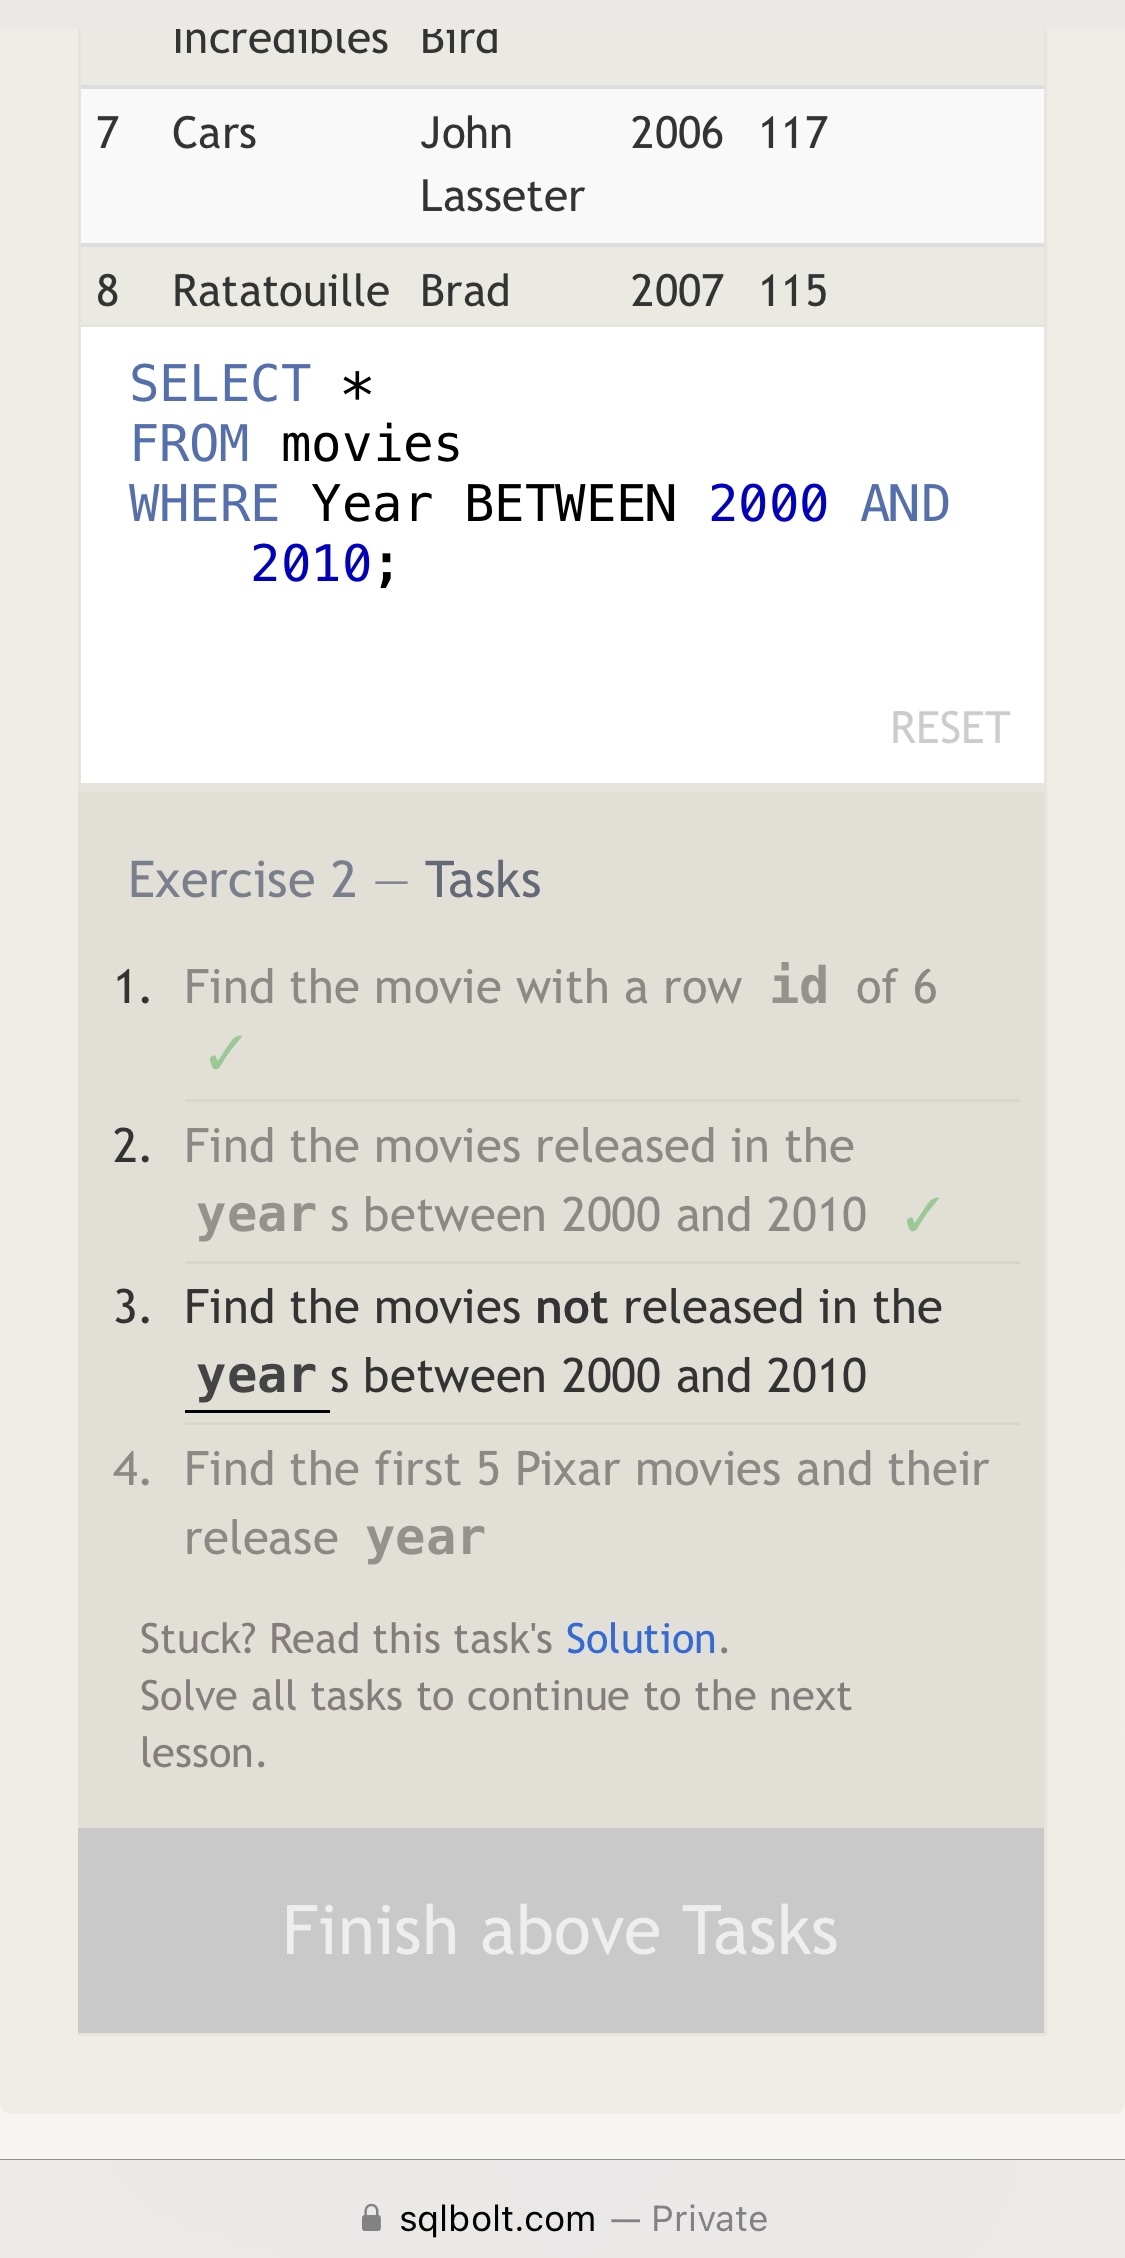 Incredibles Bird
7 Cars John 2006 117
Lasseter
8 Ratatouille Brad 2007 115
SELECT *
FROM movies
WHERE Year BETWEEN 2000 AND
2010;
RESET
Exercise 2 — Tasks
1. Find the movie with a row id of 6
✓
2. Find the movies released in the
year s between 2000 and 2010 ✓
3. Find the movies not released in the
year s between 2000 and 2010
4. Find the first 5 Pixar movies and their
release year
Stuck? Read this task's Solution.
Solve all tasks to continue to the next
lesson.
Finish above Tasks
sqlbolt.com — Private